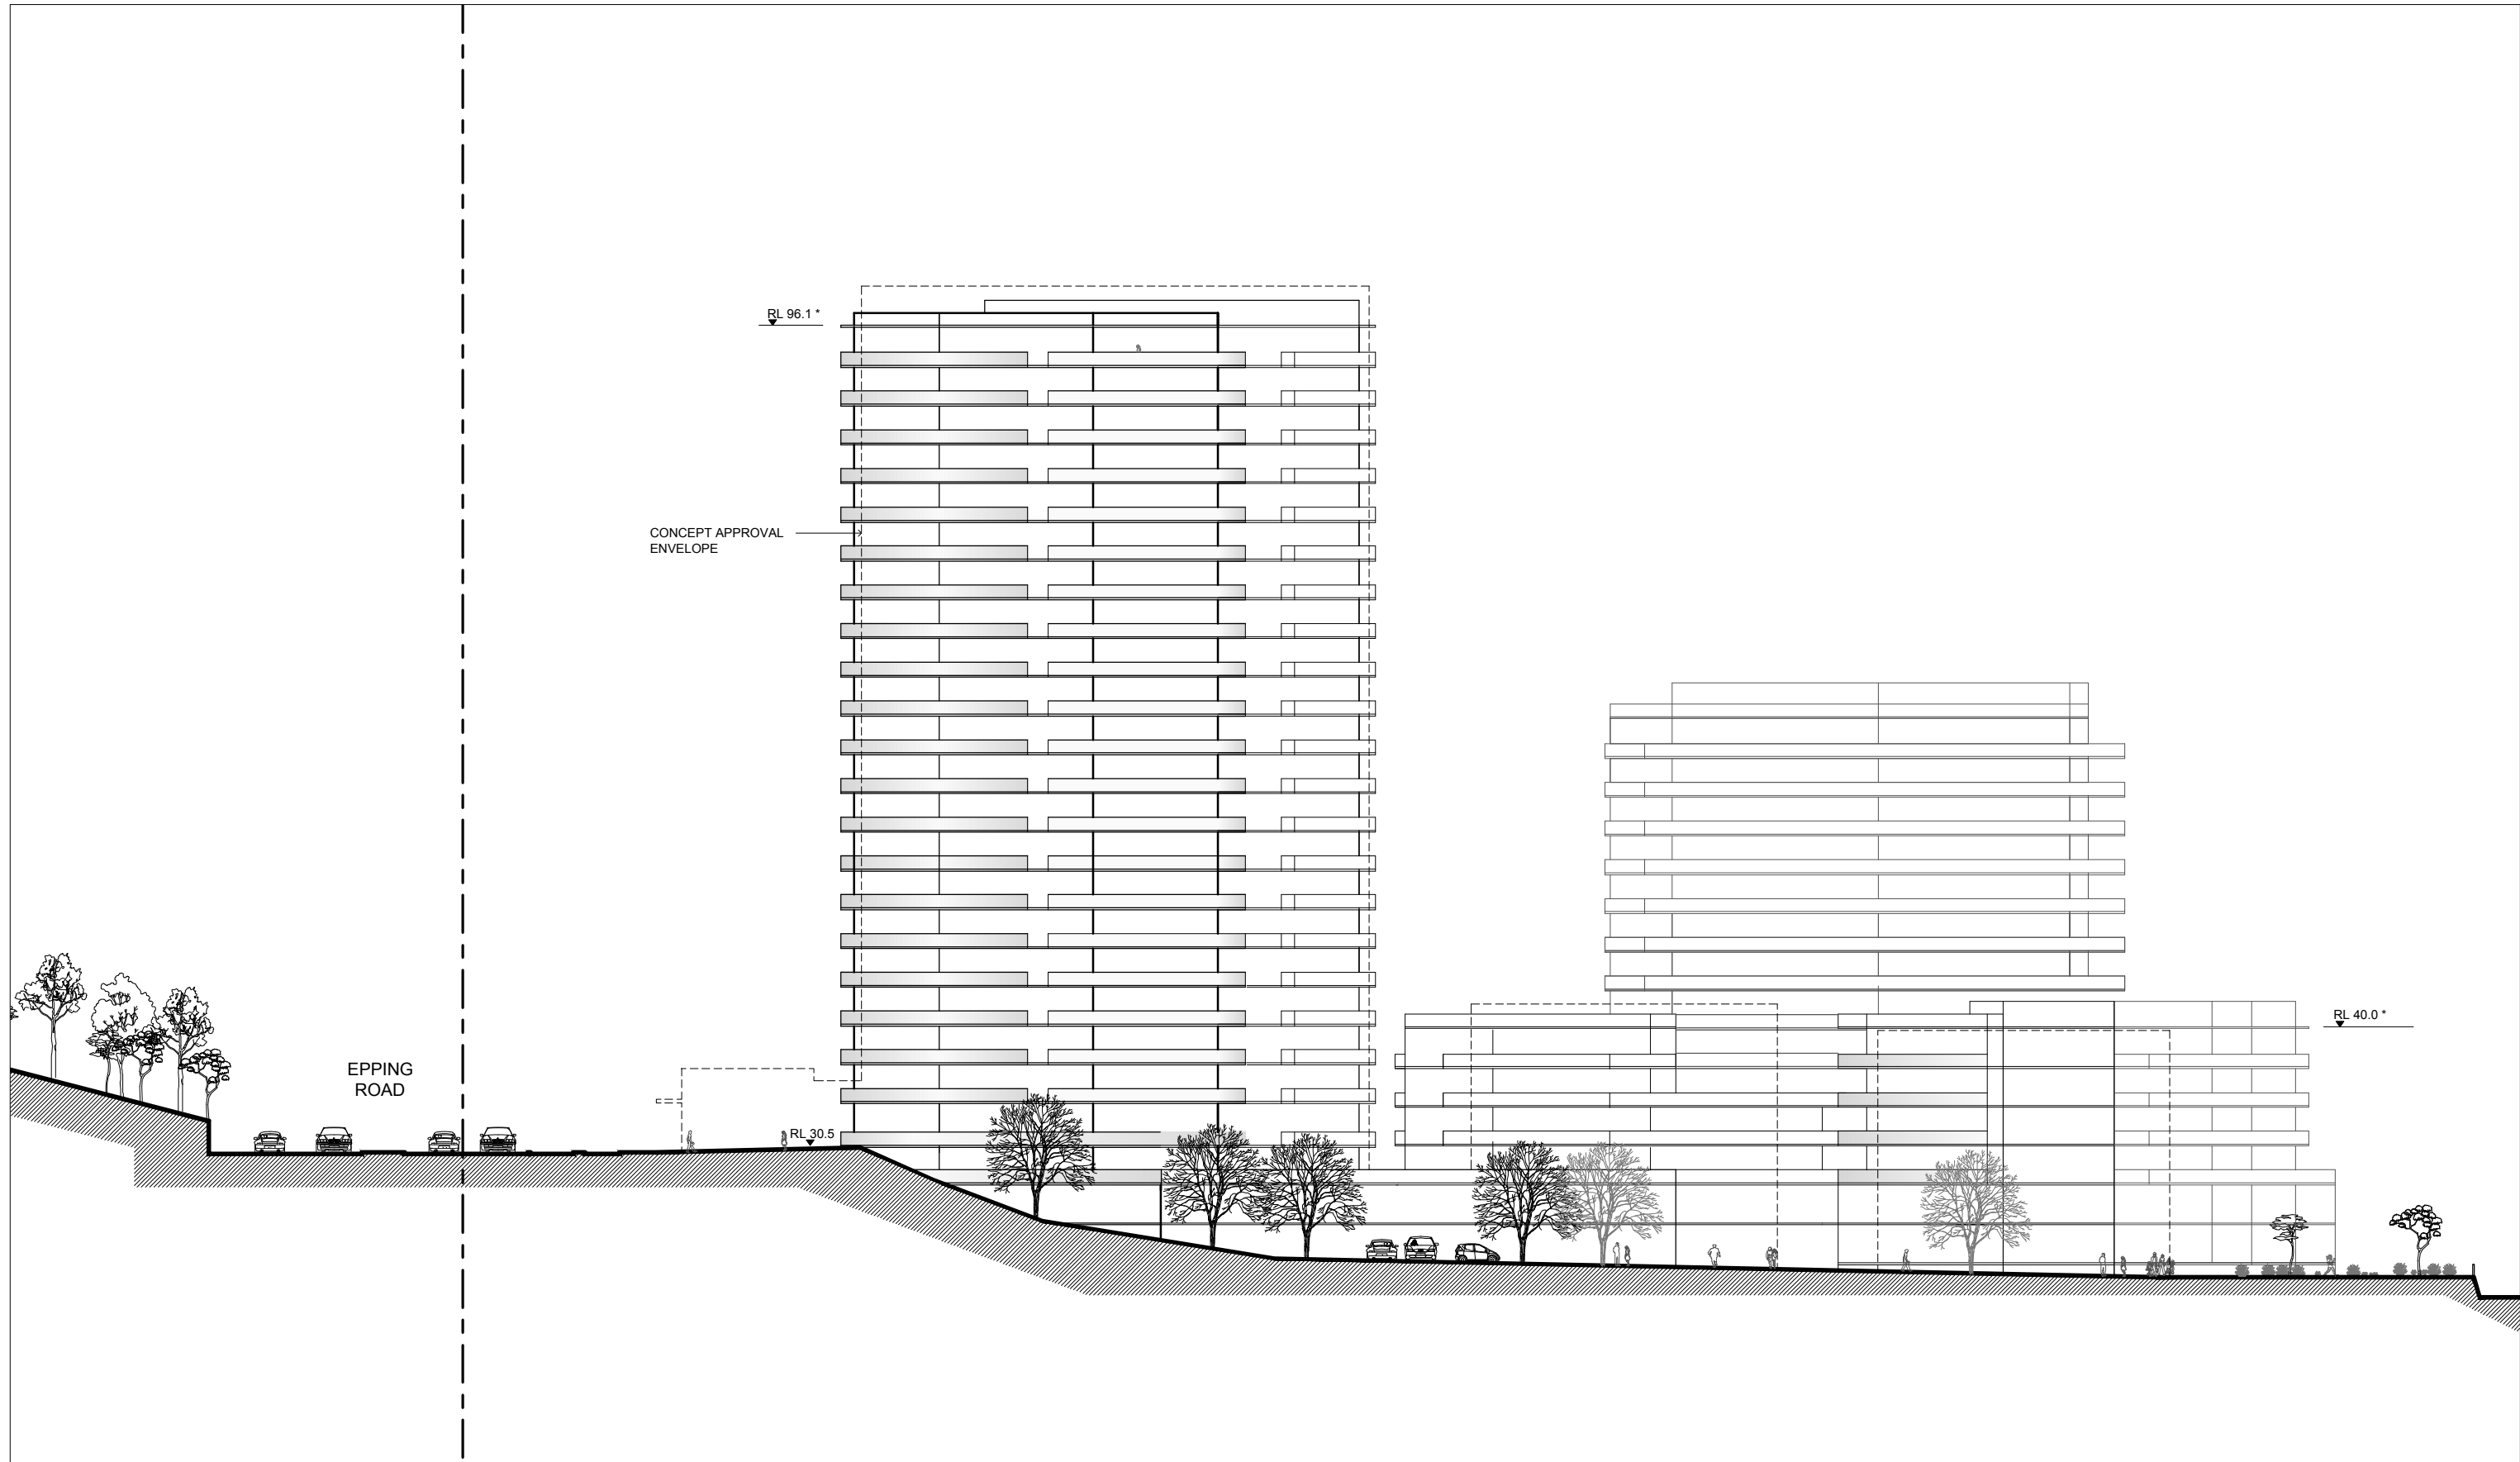 RL 96.1 *
CONCEPT APPROVAL
ENVELOPE
RL 40.0 *
EPPING
ROAD
RL 30.5